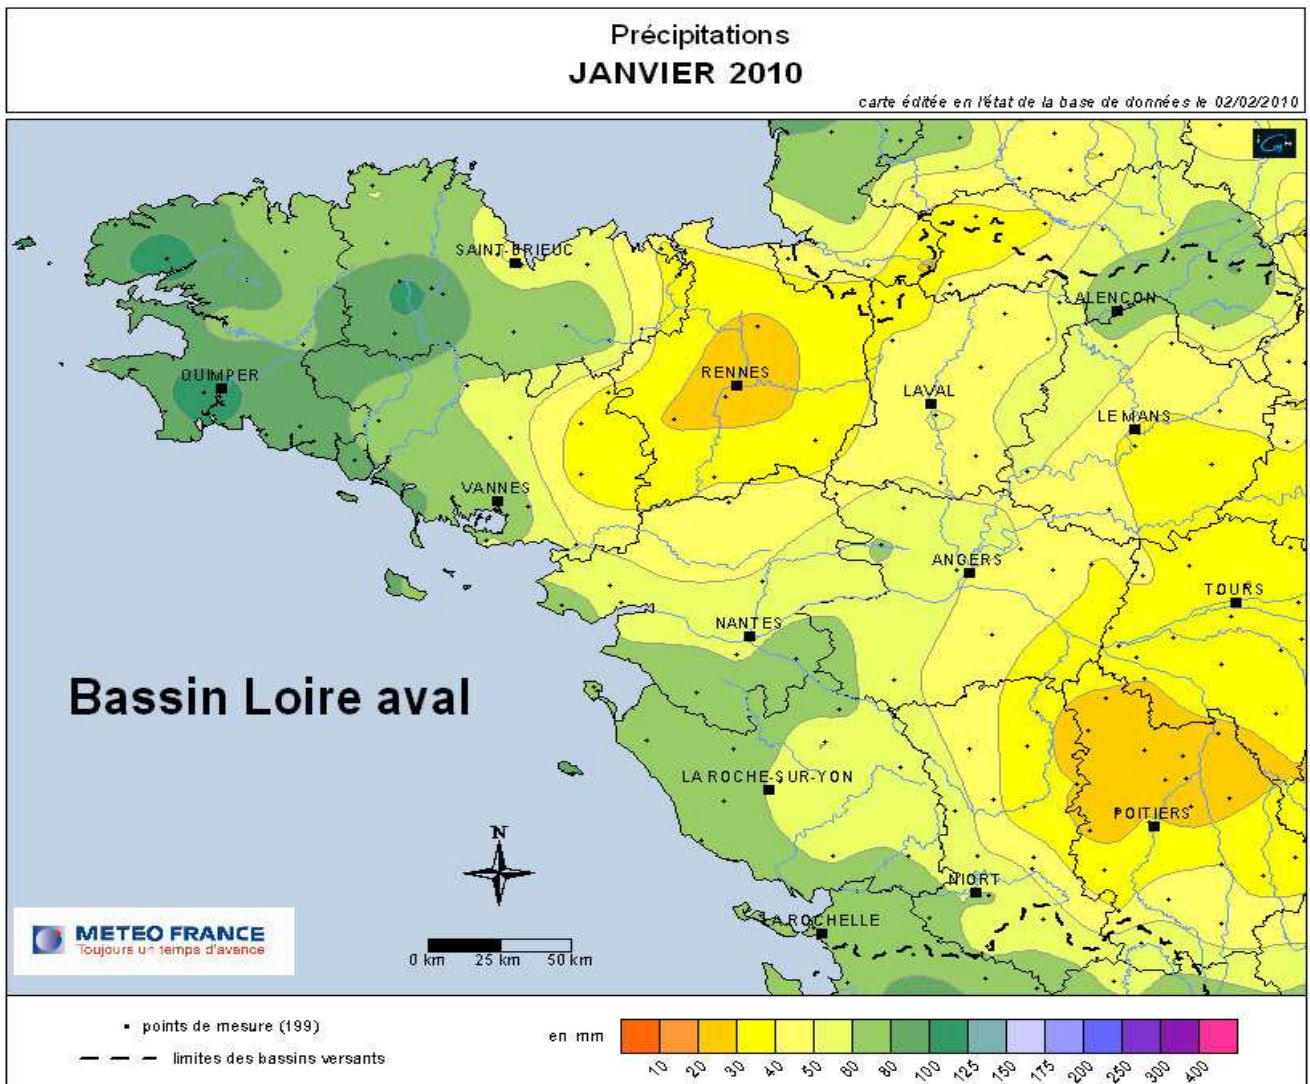 Précipitations
JANVIER 2010
carte éditée en l'état de la base de données le 02/02/2010
SAINT-BRIEUC
ALENCON
QUIMPER
RENNES
LAVAL
LE MANS
VANNES
ANGERS
TOURS
NANTES
Bassin Loire aval
LA ROCHE-SUR-YON
POITIERS
N
NIORT
LA ROCHELLE
METEO FRANCE
Toujours un temps d'avance
0 km 25 km 50 km
points de mesure (199)
limites des bassins versants
en mm
10 20 30 40 50 60 80 100 125 150 175 200 250 300 400